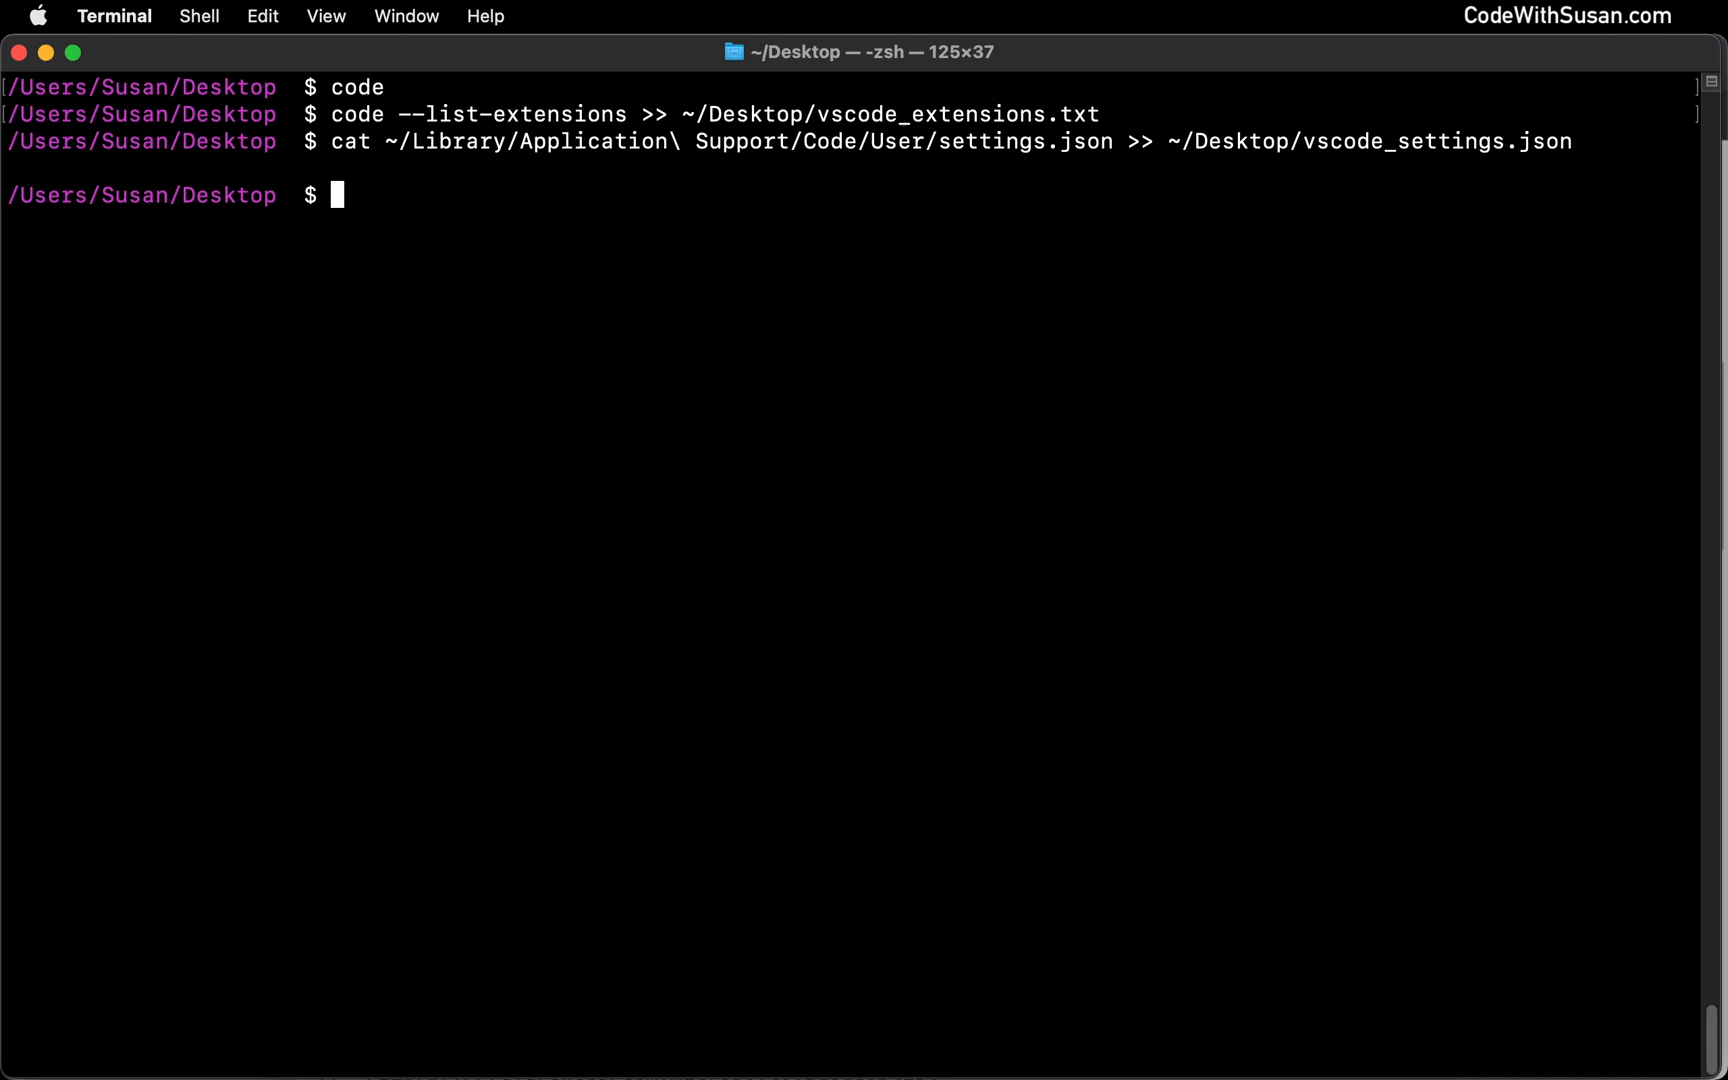 Terminal Shell Edit View Window Help CodeWithSusan.com
~/Desktop — -zsh — 125×37
[/Users/Susan/Desktop $ code ]
[/Users/Susan/Desktop $ code --list-extensions >> ~/Desktop/vscode_extensions.txt ]
/Users/Susan/Desktop $ cat ~/Library/Application\ Support/Code/User/settings.json >> ~/Desktop/vscode_settings.json
/Users/Susan/Desktop $